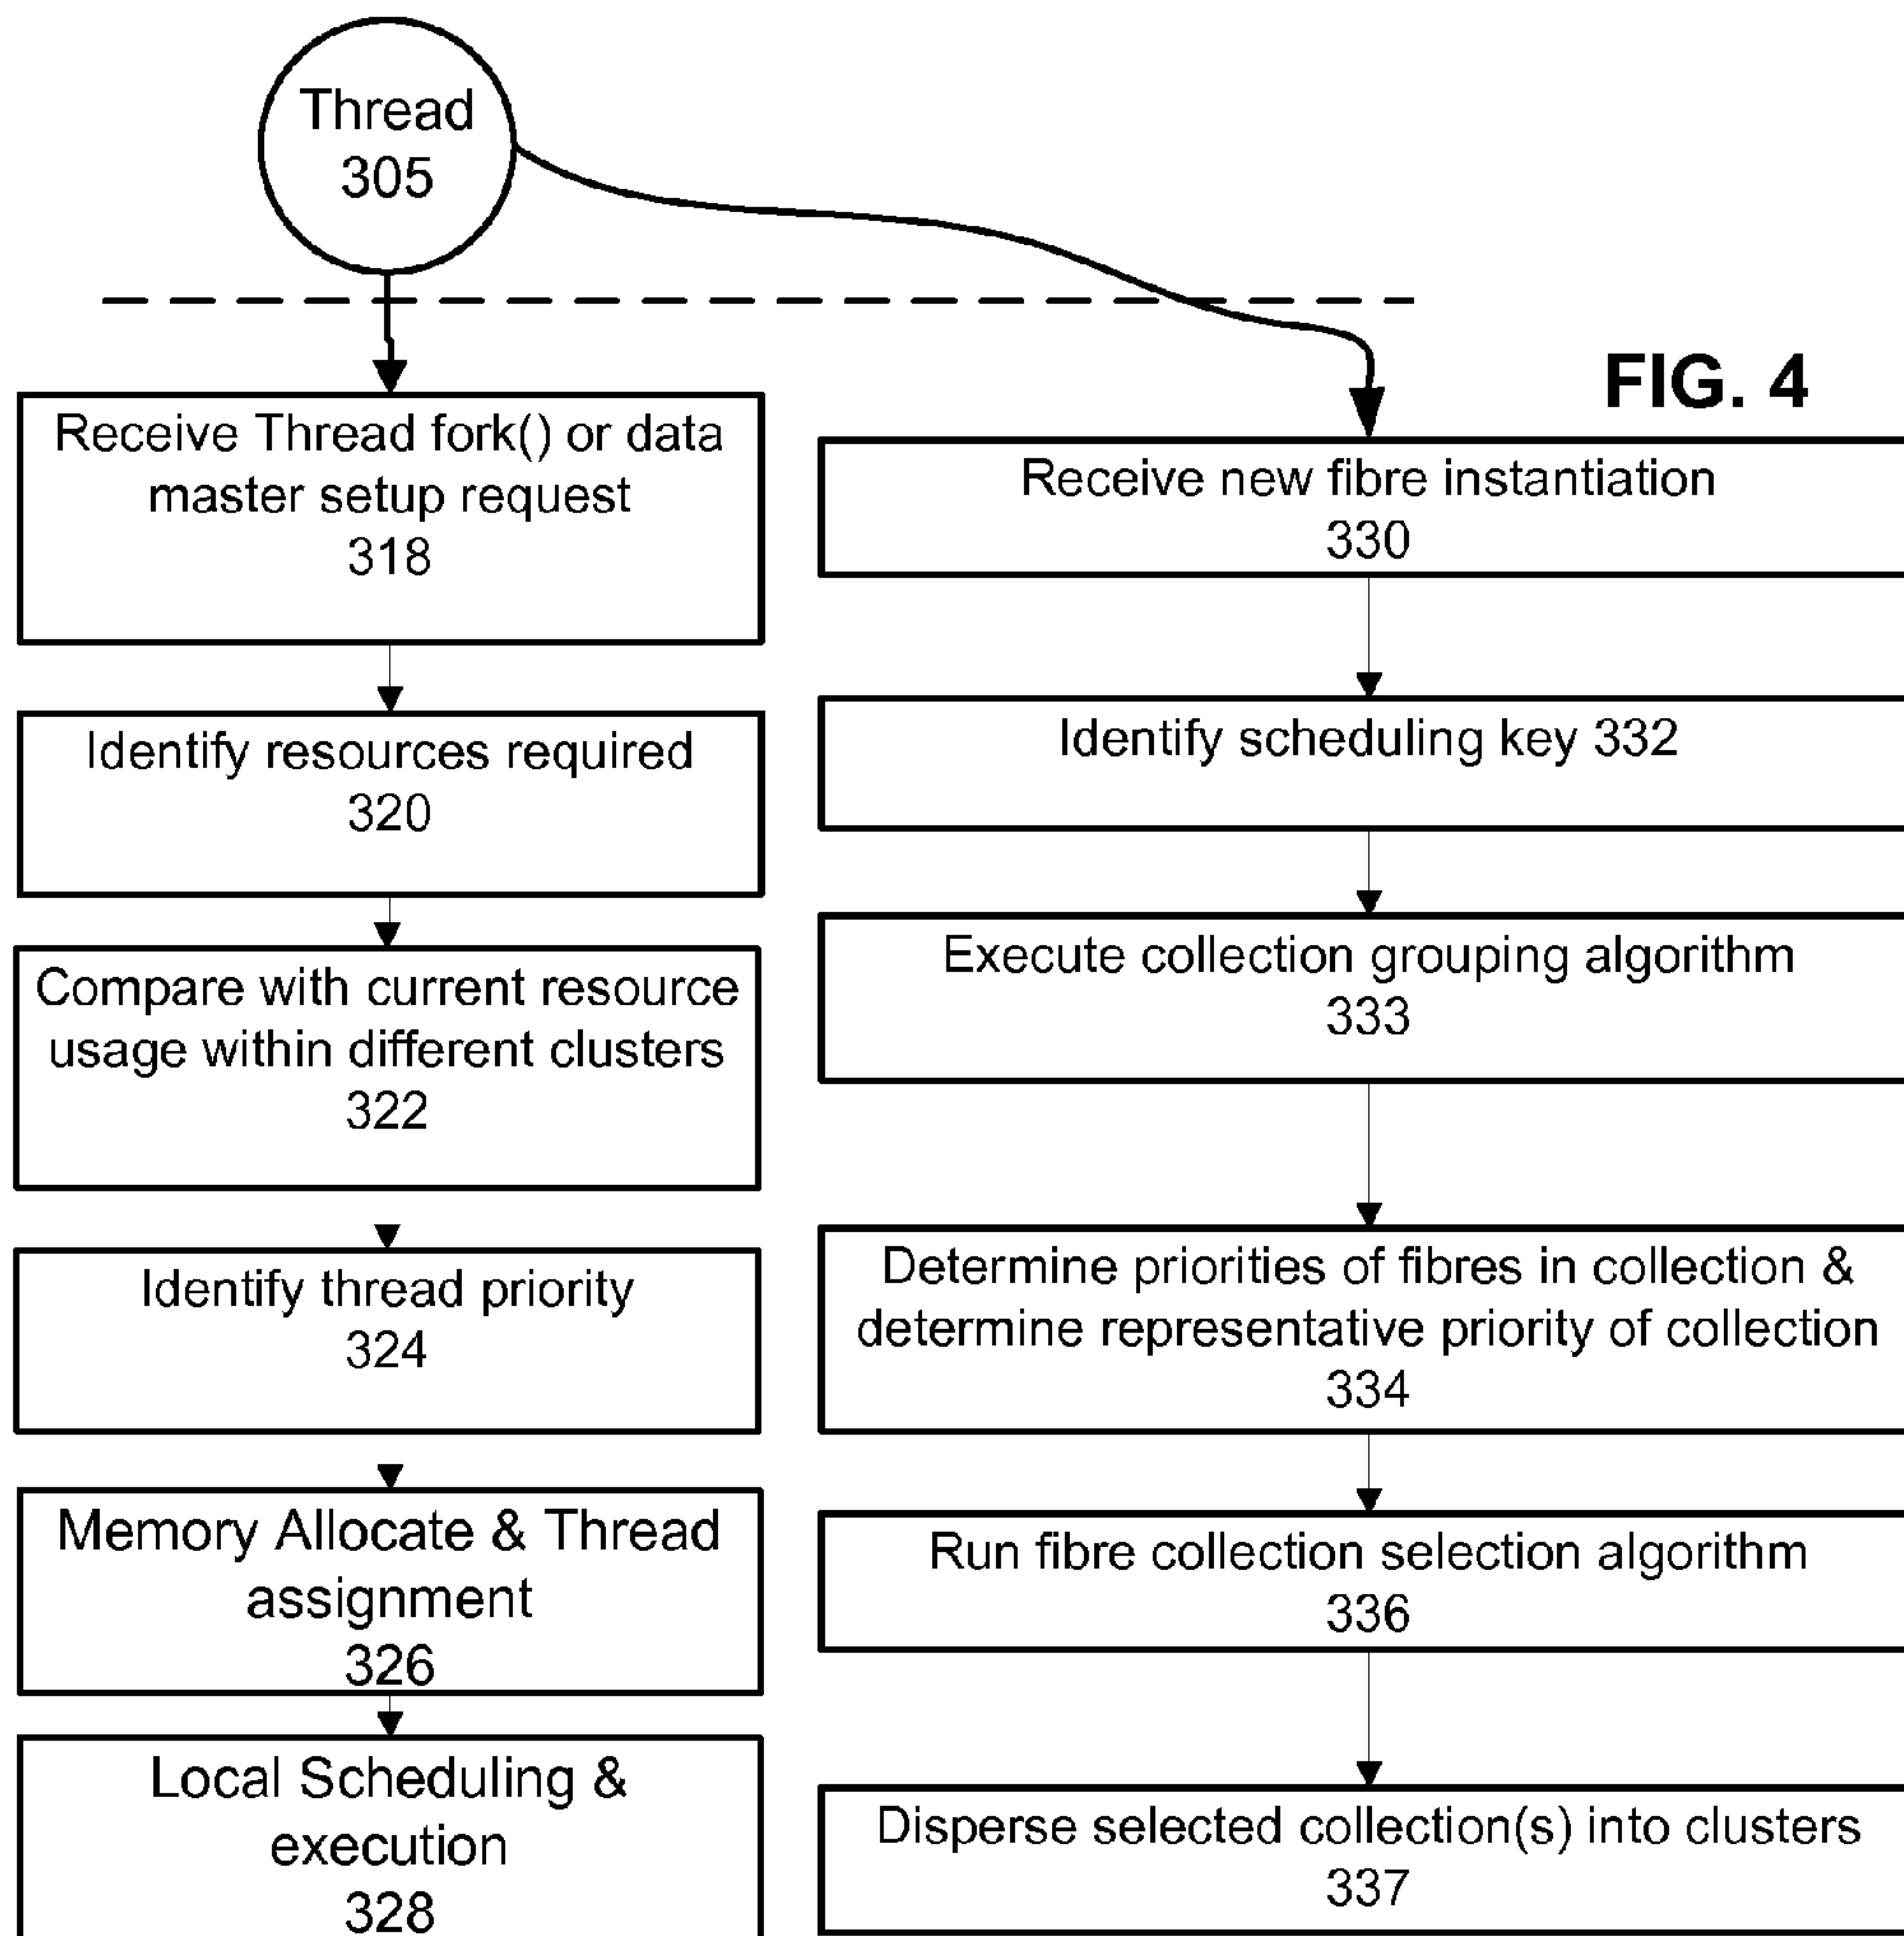 Thread
305
FIG. 4
Receive Thread fork() or data
master setup request
318
Identify resources required
320
Compare with current resource
usage within different clusters
322
Identify thread priority
324
Memory Allocate & Thread
assignment
326
Local Scheduling &
execution
328
Receive new fibre instantiation
330
Identify scheduling key 332
Execute collection grouping algorithm
333
Determine priorities of fibres in collection &
determine representative priority of collection
334
Run fibre collection selection algorithm
336
Disperse selected collection(s) into clusters
337